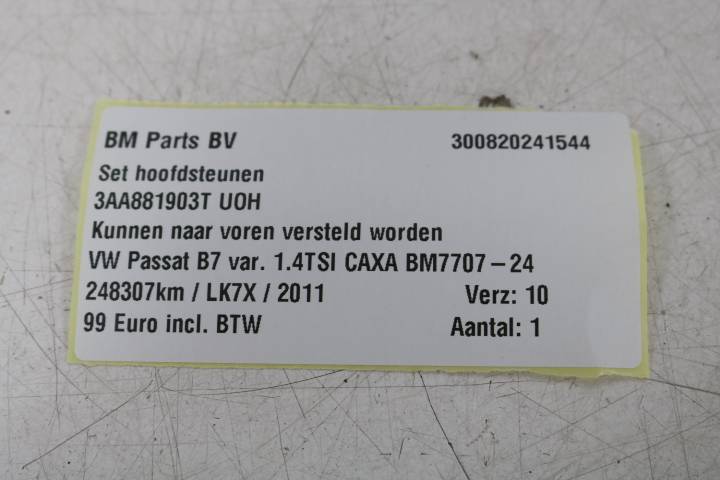 BM Parts BV 300820241544
Set hoofdsteunen
3AA881903T UOH
Kunnen naar voren versteld worden
VW Passat B7 var. 1.4TSI CAXA BM7707-24
248307km / LK7X / 2011 Verz: 10
99 Euro incl. BTW Aantal: 1